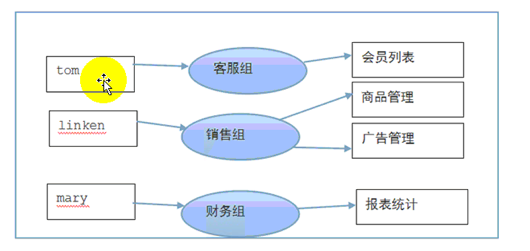 tom
客服组
会员列表
商品管理
linken
销售组
广告管理
mary
财务组
报表统计